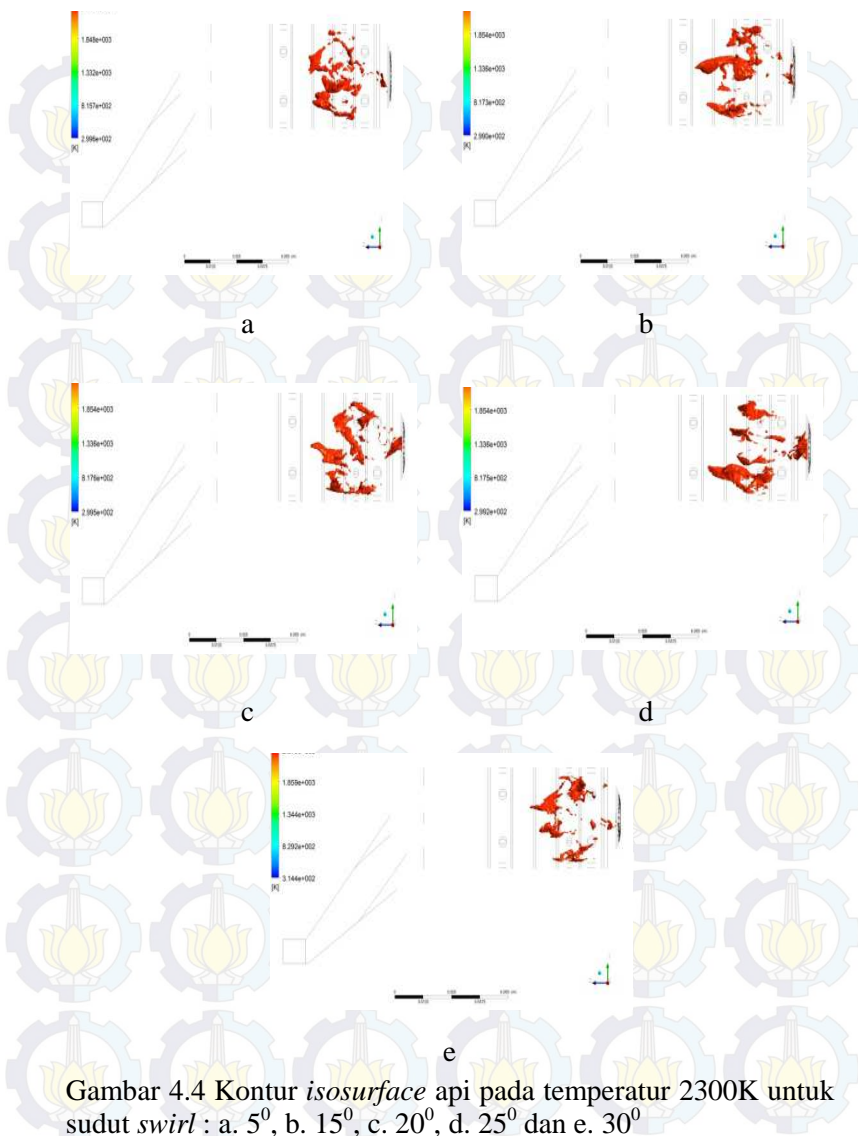 1.848e+003
1.332e+003
8.157e+002
2.996e+002
[K]
a
1.854e+003
1.336e+003
8.173e+002
2.990e+002
[K]
b
1.854e+003
1.336e+003
8.176e+002
2.995e+002
[K]
c
1.854e+003
1.436e+003
8.175e+002
2.962e+002
[K]
d
1.859e+003
1.344e+003
8.292e+002
3.144e+002
[K]
e
Gambar 4.4 Kontur isosurface api pada temperatur 2300K untuk
sudut swirl : a. 5⁰, b. 15⁰, c. 20⁰, d. 25⁰ dan e. 30⁰